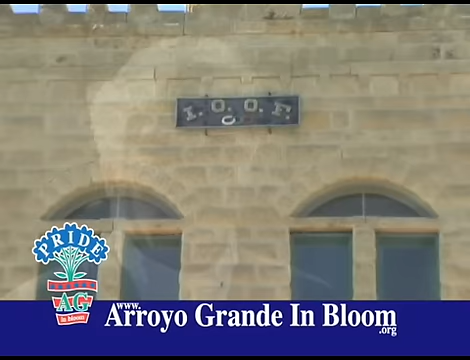 I. O. O. F.
PRIDE
AG
In bloom
www.
Arroyo Grande In Bloom
.org